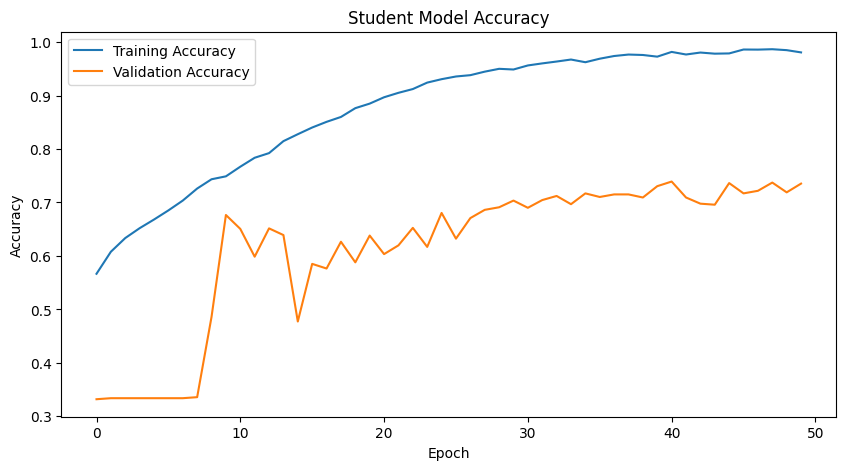 Student Model Accuracy
Training Accuracy
Validation Accuracy
Accuracy
1.0
0.9
0.8
0.7
0.6
0.5
0.4
0.3
0 10 20 30 40 50
Epoch